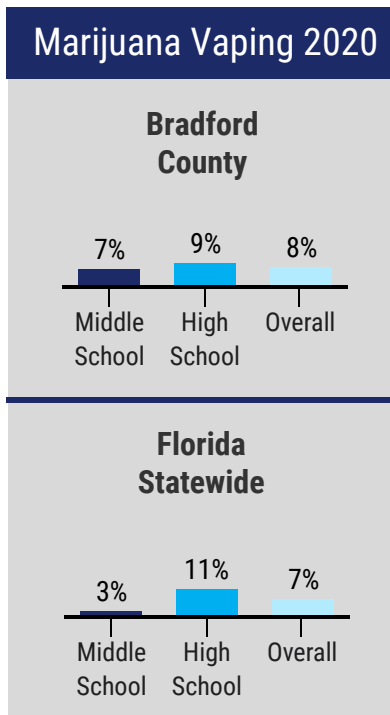 Marijuana Vaping 2020
Bradford
County
7%
9%
8%
Middle
School
High
School
Overall
Florida
Statewide
3%
11%
7%
Middle
School
High
School
Overall